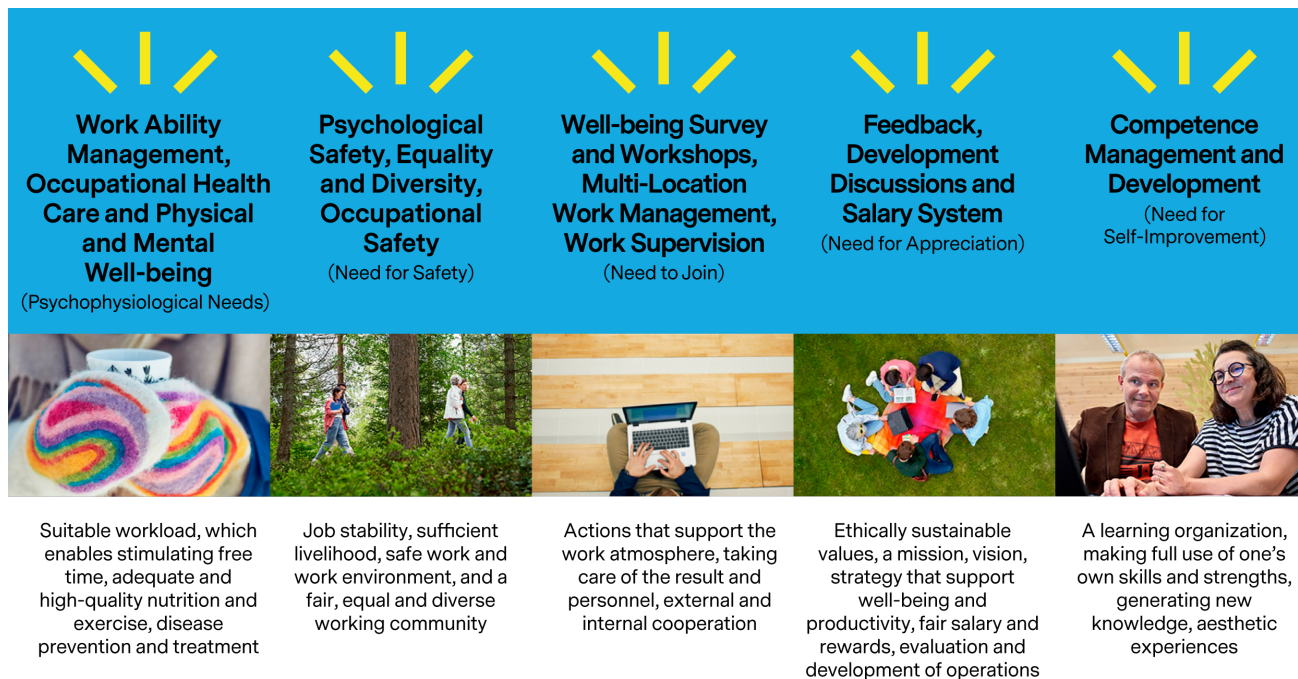 Work Ability
Management,
Occupational Health
Care and Physical
and Mental
Well-being
(Psychophysiological Needs)
Psychological
Safety, Equality
and Diversity,
Occupational
Safety
(Need for Safety)
Well-being Survey
and Workshops,
Multi-Location
Work Management,
Work Supervision
(Need to Join)
Feedback,
Development
Discussions and
Salary System
(Need for Appreciation)
Competence
Management and
Development
(Need for
Self-Improvement)
Suitable workload, which
enables stimulating free
time, adequate and
high-quality nutrition and
exercise, disease
prevention and treatment
Job stability, sufficient
livelihood, safe work and
work environment, and a
fair, equal and diverse
working community
Actions that support the
work atmosphere, taking
care of the result and
personnel, external and
internal cooperation
Ethically sustainable
values, a mission, vision,
strategy that support
well-being and
productivity, fair salary and
rewards, evaluation and
development of operations
A learning organization,
making full use of one’s
own skills and strengths,
generating new
knowledge, aesthetic
experiences